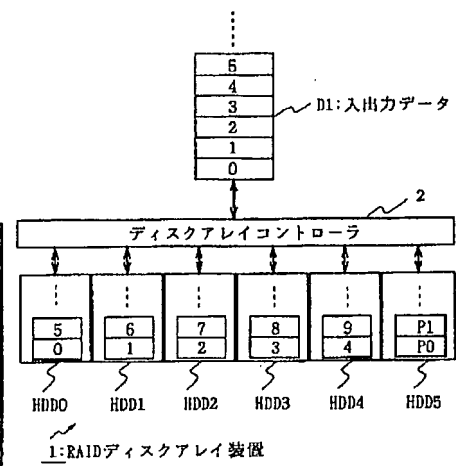 5
4
3
2
1
0
D1:入出力データ
2
ディスクアレイコントローラ
5 6 7 8 9 P1
0 1 2 3 4 P0
HDD0 HDD1 HDD2 HDD3 HDD4 HDD5
1:RAIDディスクアレイ装置